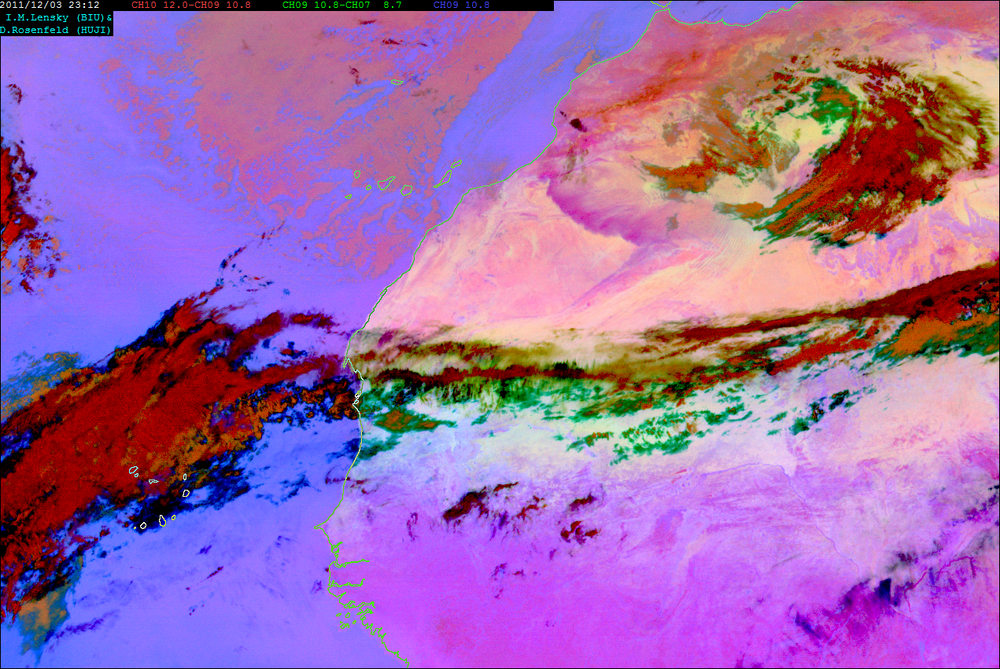 2011/12/03 23:12 CH10 12.0-CH09 10.8 CH09 10.8-CH07 8.7 CH09 10.8
I.M.Lensky (BIU)&
D.Rosenfeld (HUJI)